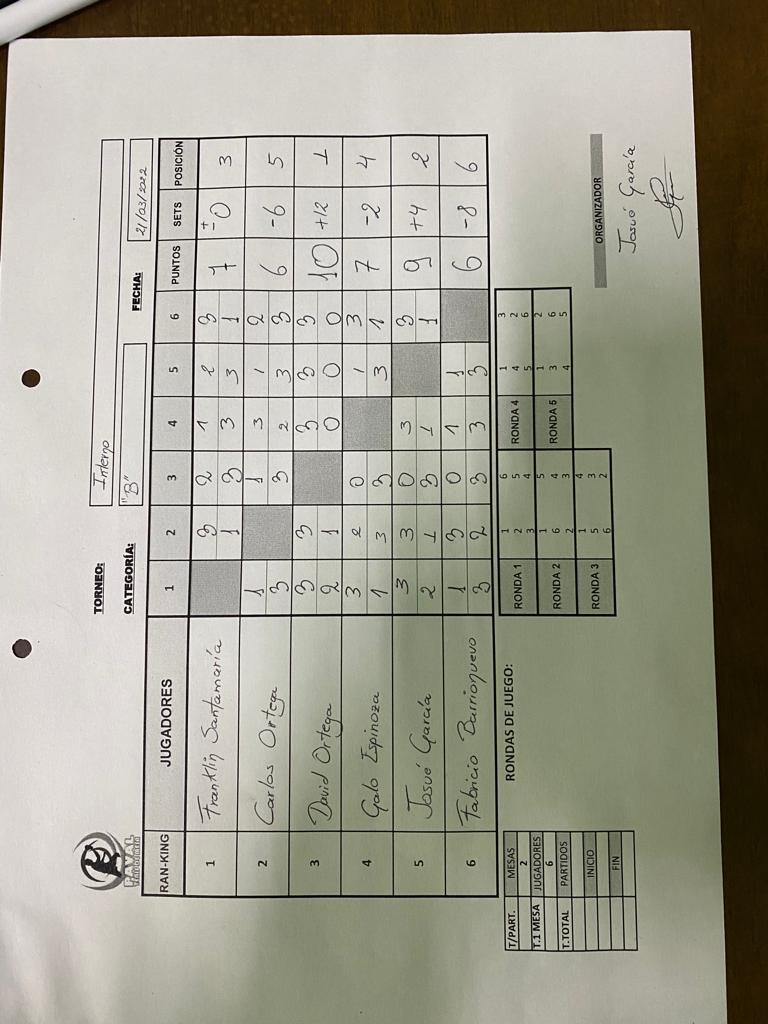 RAVAL
TORNEO: Interno
CATEGORÍA: "B" FECHA: 21/03/2022
RAN-KING JUGADORES 1 2 3 4 5 6 PUNTOS SETS POSICIÓN
1 Franklin Santamaría 3 2 1 2 3 7 ±0 3
1 3 3 3 1
2 Carlos Ortega 1 1 3 1 2 6 -6 5
3 3 2 3 3
3 David Ortega 3 3 3 3 3 10 +12 1
2 1 0 0 0
4 Galo Espinoza 3 2 0 1 3 7 -2 4
1 3 3 3 1
5 Josué García 3 3 0 3 3 9 +4 2
2 1 3 1 1
6 Fabricio Barrionuevo 1 3 0 1 1 6 -8 6
3 2 3 3 3
T/PART. MESAS
2
T.1 MESA JUGADORES
6
T.TOTAL PARTIDOS
INICIO
FIN
RONDAS DE JUEGO:
RONDA 1
1 6
2 5
3 4
RONDA 2
1 5
6 4
2 3
RONDA 3
1 4
5 3
6 2
RONDA 4
1 3
4 2
5 6
RONDA 5
1 2
3 6
4 5
ORGANIZADOR
Josué García